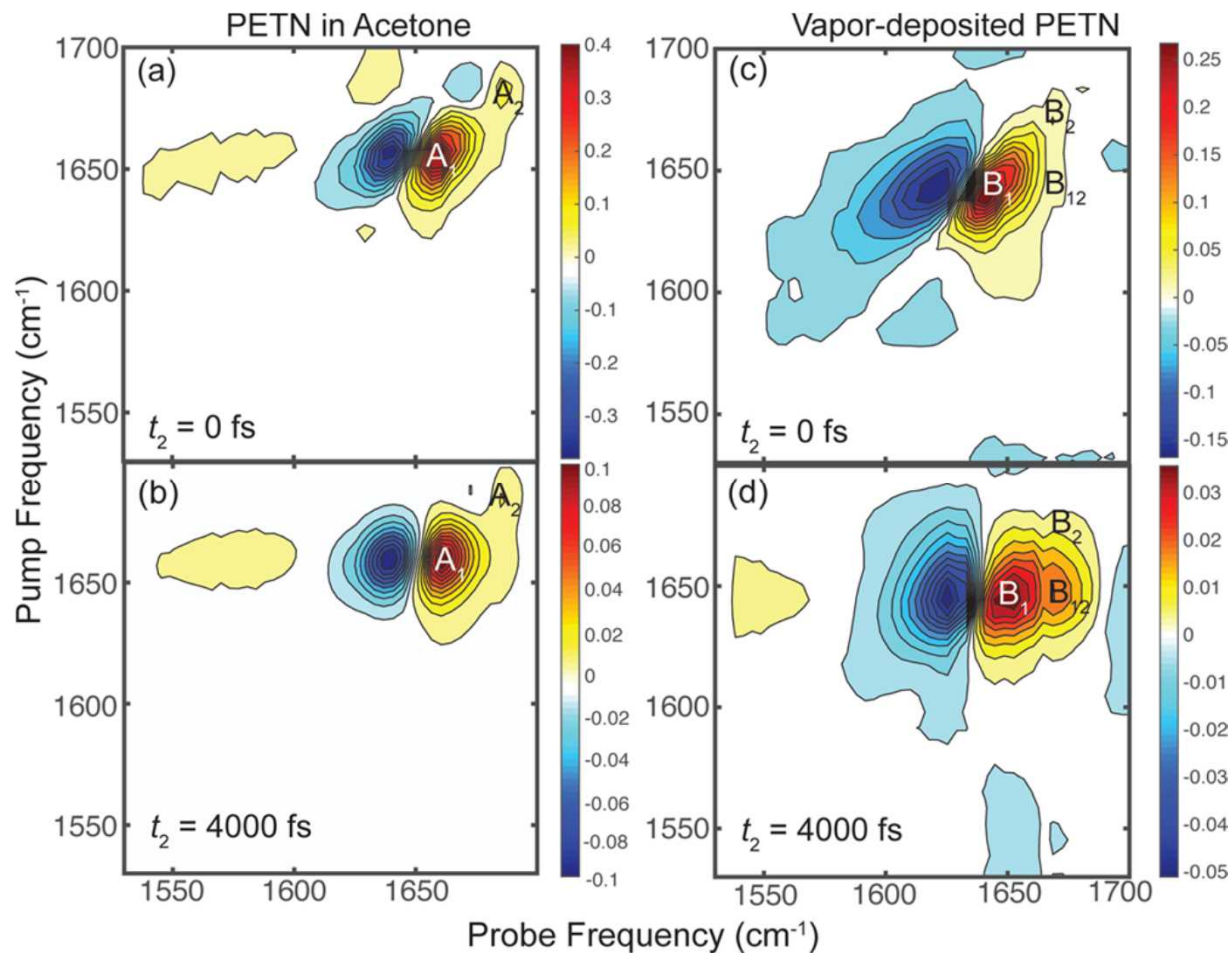 PETN in Acetone
Vapor-deposited PETN
(a)
A2
A1
t2 = 0 fs
1700
1650
1600
1550
0.4
0.3
0.2
0.1
0
-0.1
-0.2
-0.3
(c)
B2
B1
B12
t2 = 0 fs
1700
1650
1600
1550
0.25
0.20
0.15
0.10
0.05
0
-0.05
-0.10
-0.15
(b)
A2
A1
t2 = 4000 fs
1650
1600
1550
1550
1600
1650
0.1
0.08
0.06
0.04
0.02
0
-0.02
-0.04
-0.06
-0.08
-0.1
(d)
B2
B1
B12
t2 = 4000 fs
1650
1600
1550
1550
1600
1650
1700
0.03
0.02
0.01
0
-0.01
-0.02
-0.03
-0.04
-0.05
Pump Frequency (cm-1)
Probe Frequency (cm-1)